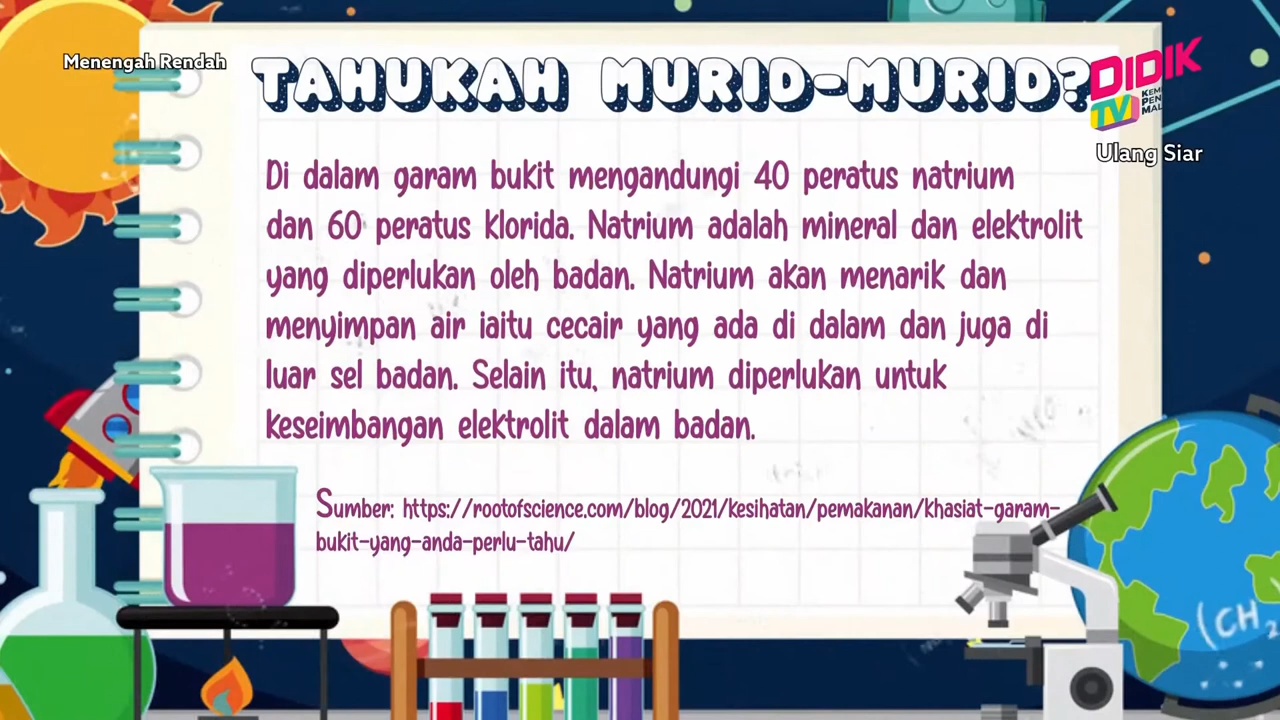 Menengah Rendah
TAHUKAH MURID-MURID?
DIDIK
TV
Ulang Siar
Di dalam garam bukit mengandungi 40 peratus natrium
dan 60 peratus klorida. Natrium adalah mineral dan elektrolit
yang diperlukan oleh badan. Natrium akan menarik dan
menyimpan air iaitu cecair yang ada di dalam dan juga di
luar sel badan. Selain itu, natrium diperlukan untuk
keseimbangan elektrolit dalam badan.
Sumber: https://rootofscience.com/blog/2021/kesihatan/pemakanan/khasiat-garam-
bukit-yang-anda-perlu-tahu/
(CH2